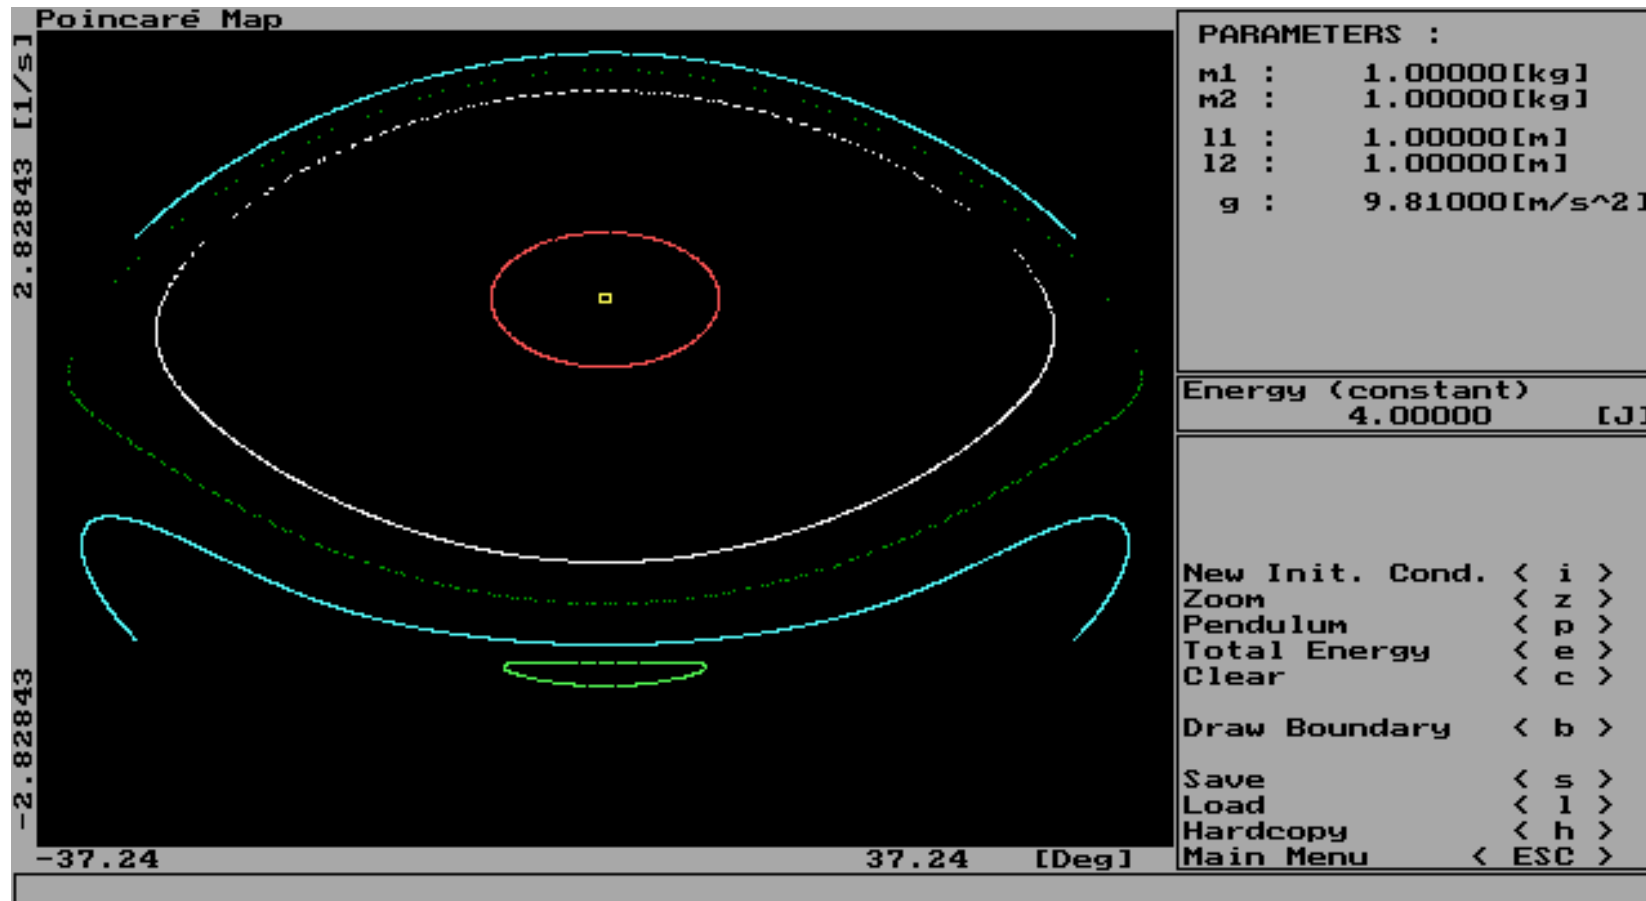 Poincaré Map
2.82843 [1/s]
-2.82843
-37.24 37.24 [Deg]
PARAMETERS :
m1 : 1.00000[kg]
m2 : 1.00000[kg]
l1 : 1.00000[m]
l2 : 1.00000[m]
g : 9.81000[m/s^2]
Energy (constant)
4.00000 [J]
New Init. Cond. < i >
Zoom < z >
Pendulum < p >
Total Energy < e >
Clear < c >
Draw Boundary < b >
Save < s >
Load < l >
Hardcopy < h >
Main Menu < ESC >